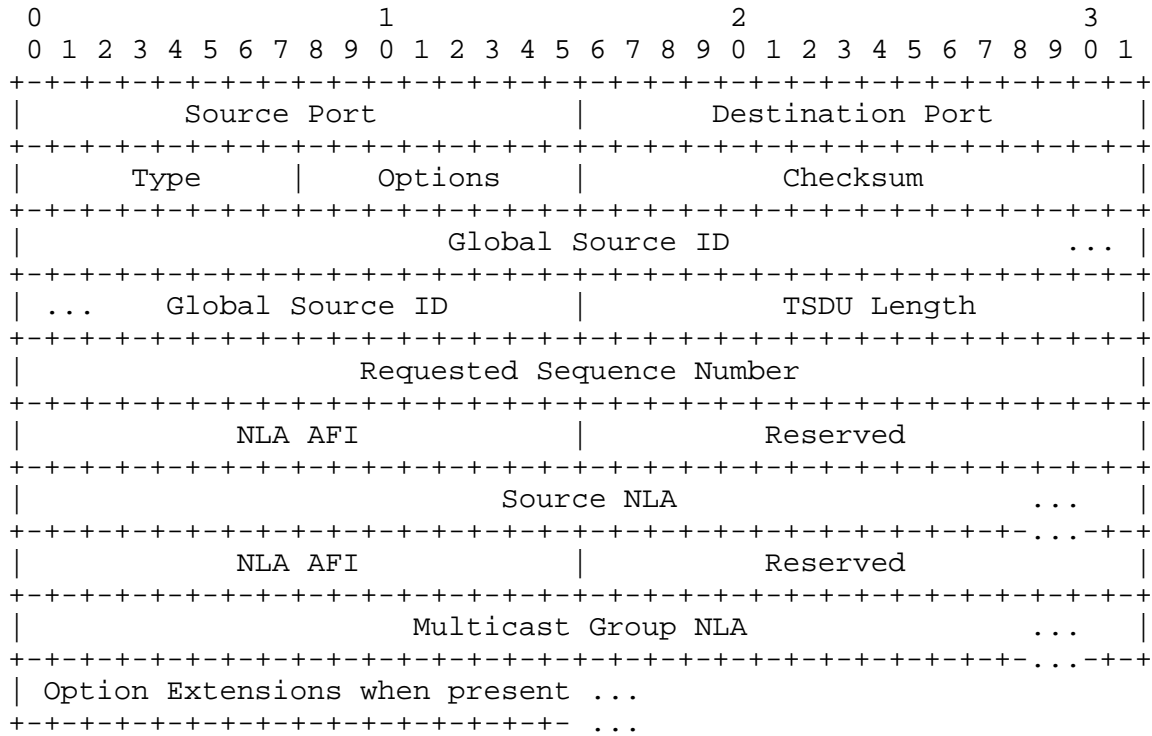 0                   1                   2                   3
 0 1 2 3 4 5 6 7 8 9 0 1 2 3 4 5 6 7 8 9 0 1 2 3 4 5 6 7 8 9 0 1
+-+-+-+-+-+-+-+-+-+-+-+-+-+-+-+-+-+-+-+-+-+-+-+-+-+-+-+-+-+-+-+-+
|         Source Port           |       Destination Port        |
+-+-+-+-+-+-+-+-+-+-+-+-+-+-+-+-+-+-+-+-+-+-+-+-+-+-+-+-+-+-+-+-+
|      Type     |    Options    |           Checksum            |
+-+-+-+-+-+-+-+-+-+-+-+-+-+-+-+-+-+-+-+-+-+-+-+-+-+-+-+-+-+-+-+-+
|                        Global Source ID                   ... |
+-+-+-+-+-+-+-+-+-+-+-+-+-+-+-+-+-+-+-+-+-+-+-+-+-+-+-+-+-+-+-+-+
| ...    Global Source ID       |           TSDU Length         |
+-+-+-+-+-+-+-+-+-+-+-+-+-+-+-+-+-+-+-+-+-+-+-+-+-+-+-+-+-+-+-+-+
|                   Requested Sequence Number                   |
+-+-+-+-+-+-+-+-+-+-+-+-+-+-+-+-+-+-+-+-+-+-+-+-+-+-+-+-+-+-+-+-+
|            NLA AFI            |          Reserved             |
+-+-+-+-+-+-+-+-+-+-+-+-+-+-+-+-+-+-+-+-+-+-+-+-+-+-+-+-+-+-+-+-+
|                           Source NLA                    ...   |
+-+-+-+-+-+-+-+-+-+-+-+-+-+-+-+-+-+-+-+-+-+-+-+-+-+-+-+-+-...-+-+
|            NLA AFI            |          Reserved             |
+-+-+-+-+-+-+-+-+-+-+-+-+-+-+-+-+-+-+-+-+-+-+-+-+-+-+-+-+-+-+-+-+
|                      Multicast Group NLA                ...   |
+-+-+-+-+-+-+-+-+-+-+-+-+-+-+-+-+-+-+-+-+-+-+-+-+-+-+-+-+-...-+-+
| Option Extensions when present ...
+-+-+-+-+-+-+-+-+-+-+-+-+-+-+-+- ...